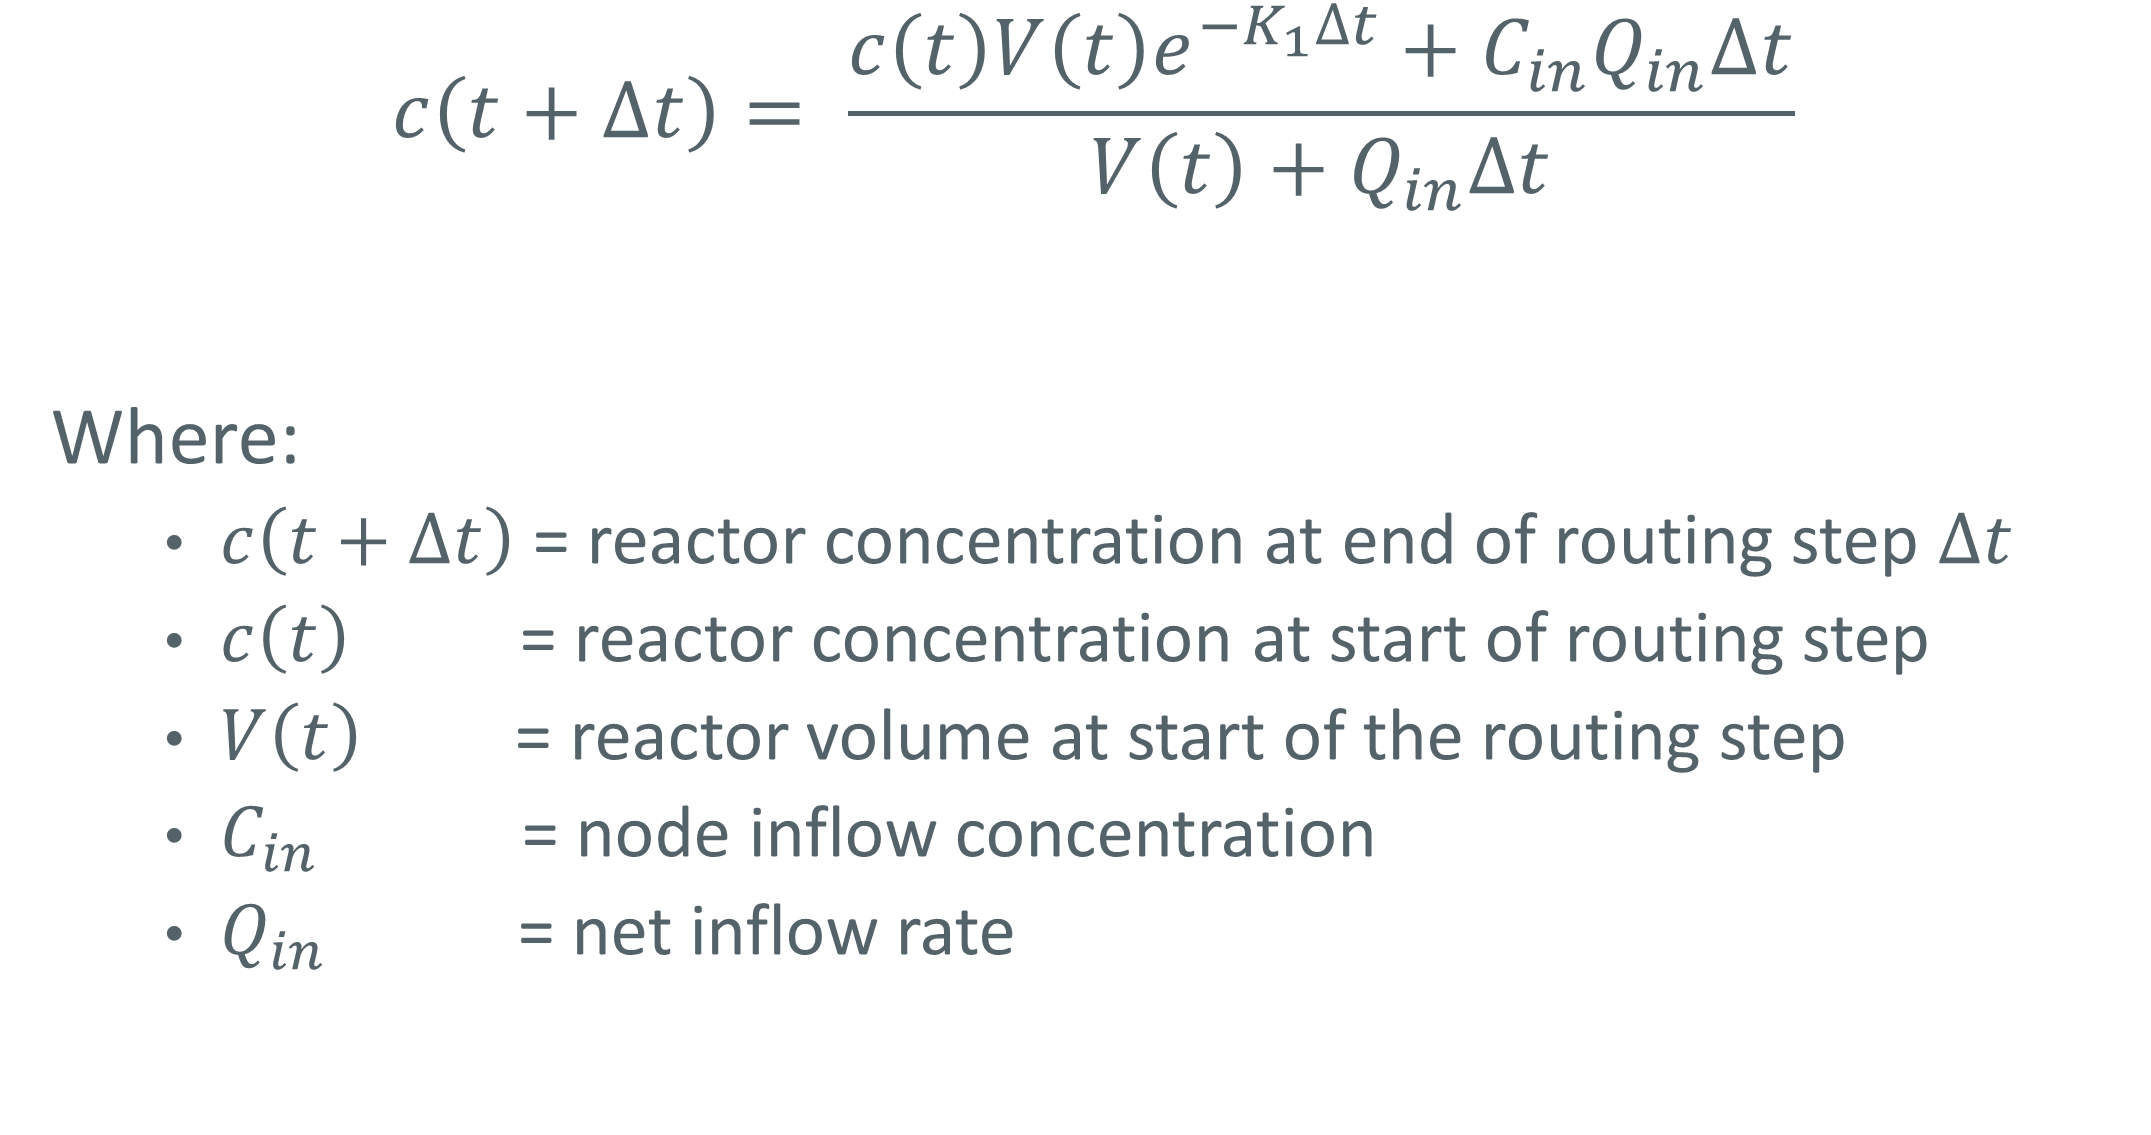 c(t + Δt) = \frac{c(t)V(t)e^{-K_1Δt} + C_{in}Q_{in}Δt}{V(t) + Q_{in}Δt}
Where:
• c(t + Δt) = reactor concentration at end of routing step Δt
• c(t) = reactor concentration at start of routing step
• V(t) = reactor volume at start of the routing step
• C_{in} = node inflow concentration
• Q_{in} = net inflow rate